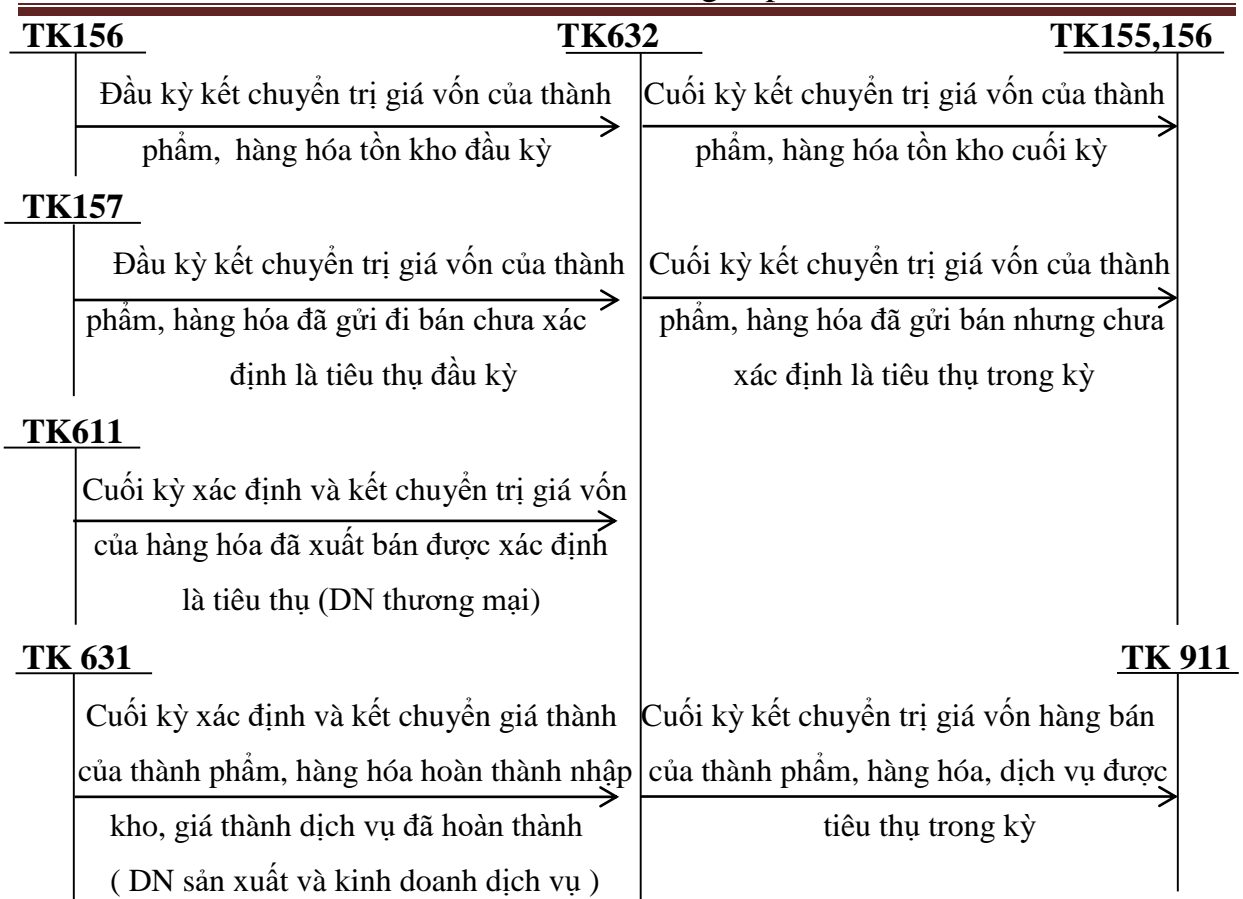 TK156
TK632
TK155,156
Đầu kỳ kết chuyển trị giá vốn của thành
phẩm, hàng hóa tồn kho đầu kỳ
Cuối kỳ kết chuyển trị giá vốn của thành
phẩm, hàng hóa tồn kho cuối kỳ
TK157
Đầu kỳ kết chuyển trị giá vốn của thành
phẩm, hàng hóa đã gửi đi bán chưa xác
định là tiêu thụ đầu kỳ
Cuối kỳ kết chuyển trị giá vốn của thành
phẩm, hàng hóa đã gửi bán nhưng chưa
xác định là tiêu thụ trong kỳ
TK611
Cuối kỳ xác định và kết chuyển trị giá vốn
của hàng hóa đã xuất bán được xác định
là tiêu thụ (DN thương mại)
TK 631
TK 911
Cuối kỳ xác định và kết chuyển giá thành
của thành phẩm, hàng hóa hoàn thành nhập
kho, giá thành dịch vụ đã hoàn thành
( DN sản xuất và kinh doanh dịch vụ )
Cuối kỳ kết chuyển trị giá vốn hàng bán
của thành phẩm, hàng hóa, dịch vụ được
tiêu thụ trong kỳ